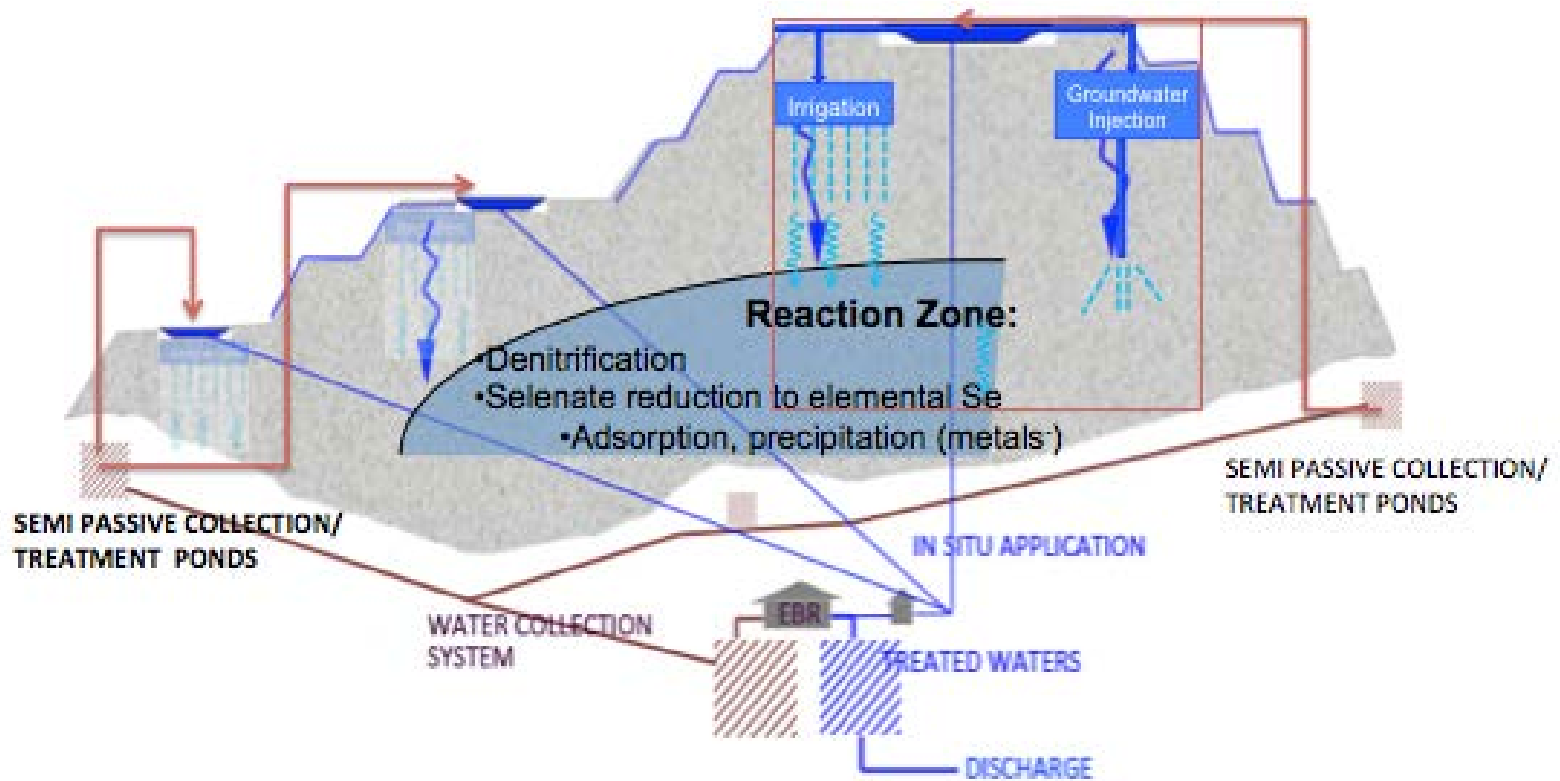 Irrigation
Groundwater
Injection
Reaction Zone:
•Denitrification
•Selenate reduction to elemental Se
•Adsorption, precipitation (metals-)
SEMI PASSIVE COLLECTION/
TREATMENT PONDS
SEMI PASSIVE COLLECTION/
TREATMENT PONDS
IN SITU APPLICATION
EBR
WATER COLLECTION
SYSTEM
TREATED WATERS
DISCHARGE